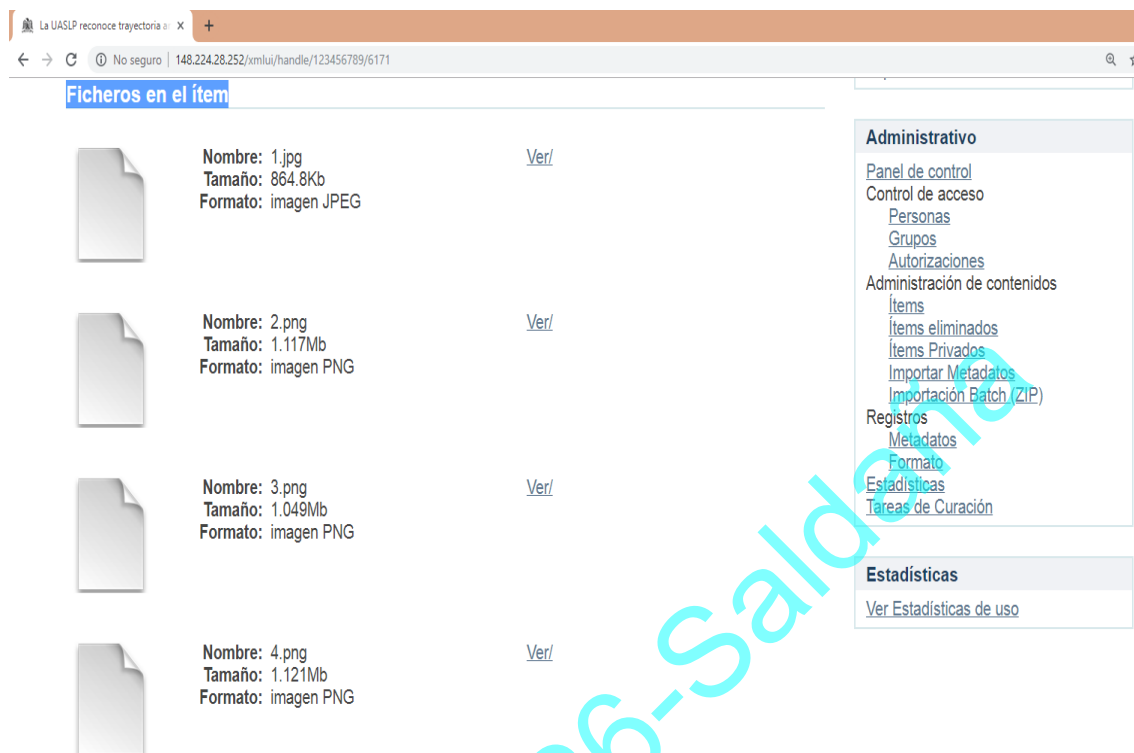 La UASLP reconoce trayectoria a
No seguro | 148.224.28.252/xmlui/handle/123456789/6171
Ficheros en el ítem
Nombre: 1.jpg Ver/
Tamaño: 864.8Kb
Formato: imagen JPEG
Nombre: 2.png Ver/
Tamaño: 1.117Mb
Formato: imagen PNG
Nombre: 3.png Ver/
Tamaño: 1.049Mb
Formato: imagen PNG
Nombre: 4.png Ver/
Tamaño: 1.121Mb
Formato: imagen PNG
Administrativo
Panel de control
Control de acceso
Personas
Grupos
Autorizaciones
Administración de contenidos
Ítems
Ítems eliminados
Ítems Privados
Importar Metadatos
Importación Batch (ZIP)
Registros
Metadatos
Formato
Estadísticas
Tareas de Curación
Estadísticas
Ver Estadísticas de uso
6-Saldaña